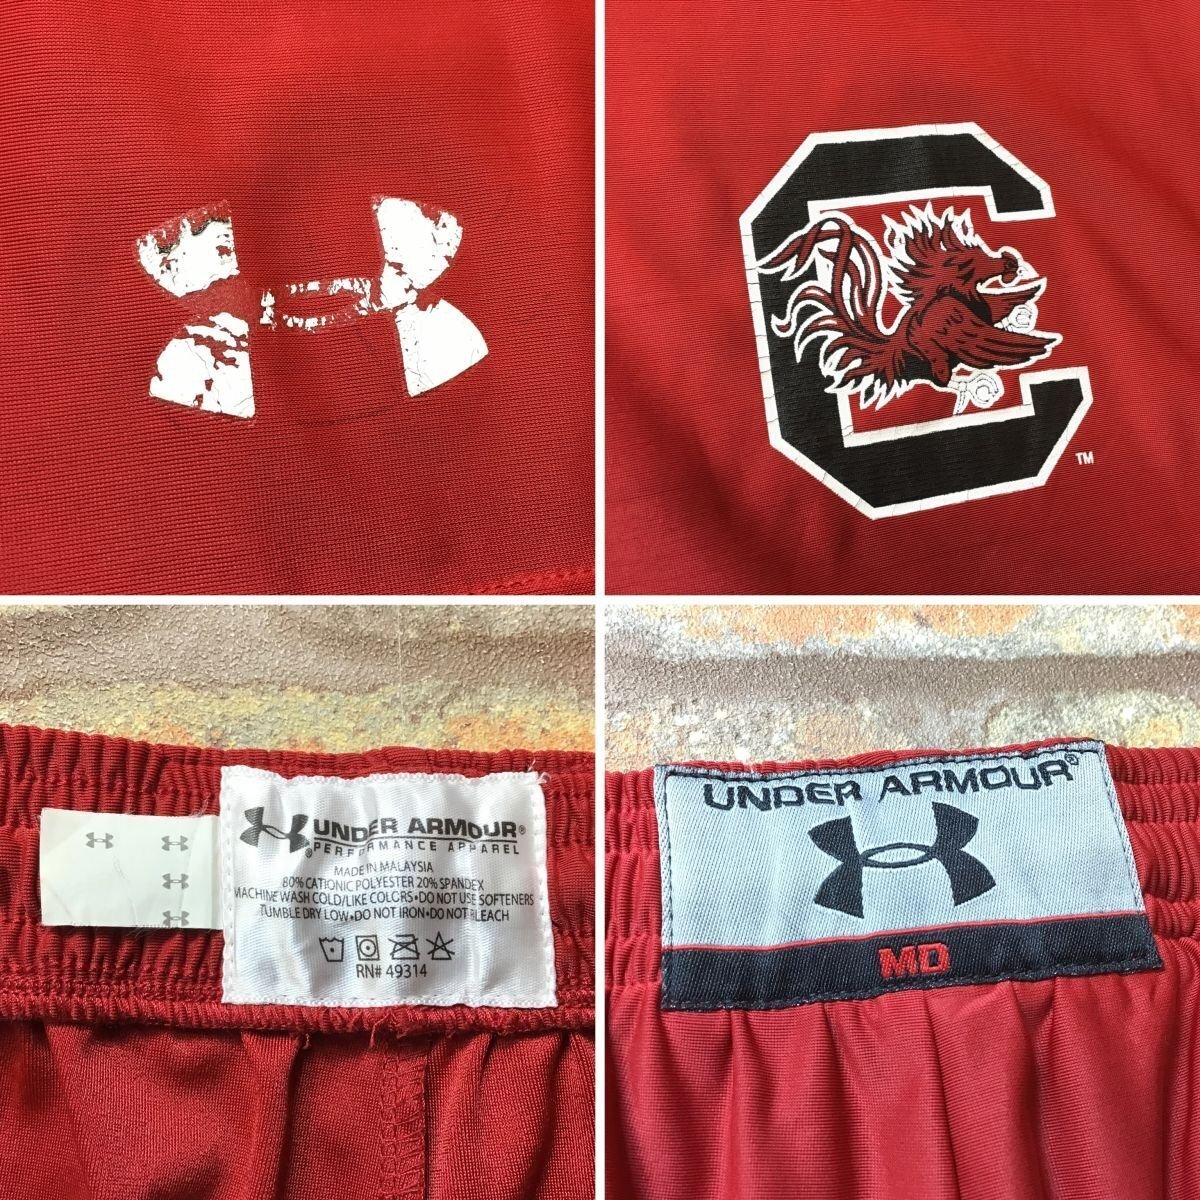 TM
UNDER ARMOUR®
PERFORMANCE APPAREL
MADE IN MALAYSIA
80% CATIONIC POLYESTER 20% SPANDEX
MACHINE WASH COLD/LIKE COLORS•DO NOT USE SOFTENERS
TUMBLE DRY LOW•DO NOT IRON•DO NOT BLEACH
RN# 49314
UNDER ARMOUR®
MD